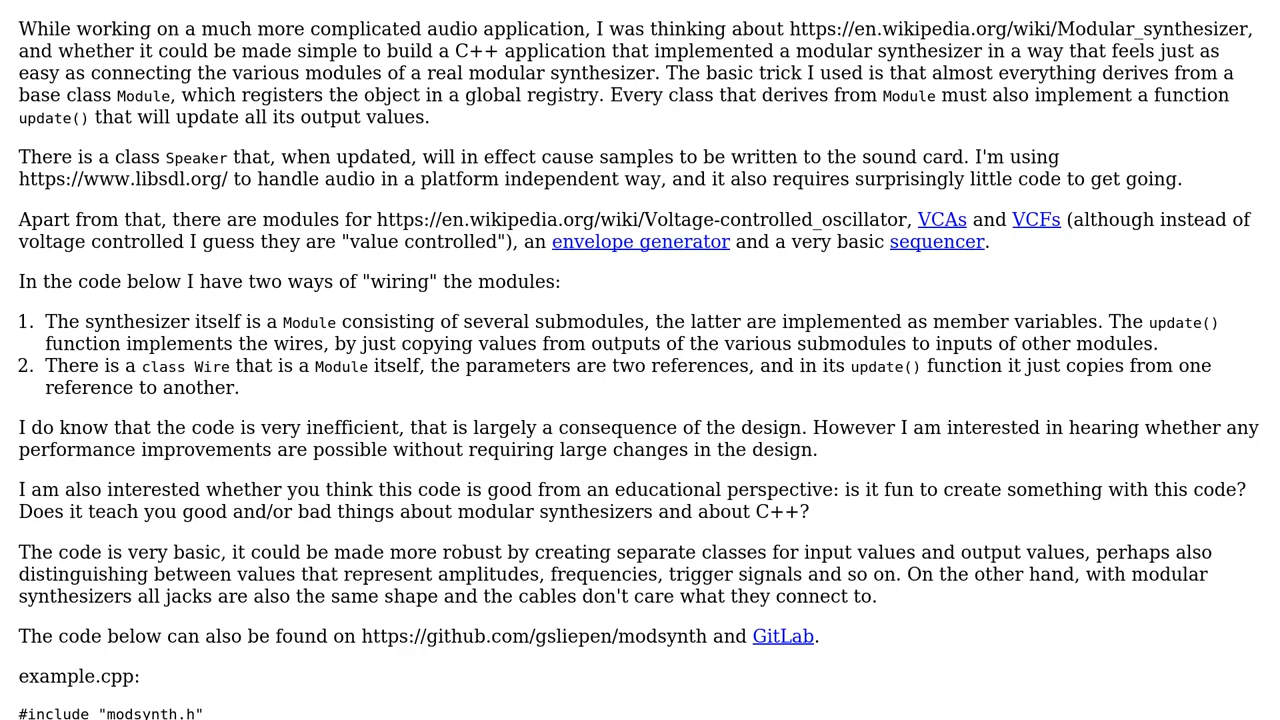 While working on a much more complicated audio application, I was thinking about https://en.wikipedia.org/wiki/Modular_synthesizer,
and whether it could be made simple to build a C++ application that implemented a modular synthesizer in a way that feels just as
easy as connecting the various modules of a real modular synthesizer. The basic trick I used is that almost everything derives from a
base class Module, which registers the object in a global registry. Every class that derives from Module must also implement a function
update() that will update all its output values.
There is a class Speaker that, when updated, will in effect cause samples to be written to the sound card. I'm using
https://www.libsdl.org/ to handle audio in a platform independent way, and it also requires surprisingly little code to get going.
Apart from that, there are modules for https://en.wikipedia.org/wiki/Voltage-controlled_oscillator, VCAs and VCFs (although instead of
voltage controlled I guess they are "value controlled"), an envelope generator and a very basic sequencer.
In the code below I have two ways of "wiring" the modules:
1. The synthesizer itself is a Module consisting of several submodules, the latter are implemented as member variables. The update()
function implements the wires, by just copying values from outputs of the various submodules to inputs of other modules.
2. There is a class Wire that is a Module itself, the parameters are two references, and in its update() function it just copies from one
reference to another.
I do know that the code is very inefficient, that is largely a consequence of the design. However I am interested in hearing whether any
performance improvements are possible without requiring large changes in the design.
I am also interested whether you think this code is good from an educational perspective: is it fun to create something with this code?
Does it teach you good and/or bad things about modular synthesizers and about C++?
The code is very basic, it could be made more robust by creating separate classes for input values and output values, perhaps also
distinguishing between values that represent amplitudes, frequencies, trigger signals and so on. On the other hand, with modular
synthesizers all jacks are also the same shape and the cables don't care what they connect to.
The code below can also be found on https://github.com/gsliepen/modsynth and GitLab.
example.cpp:
#include "modsynth.h"